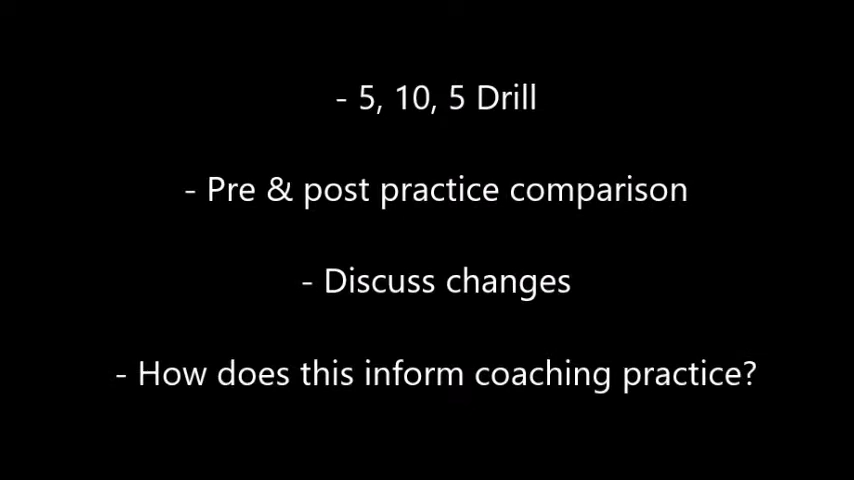 - 5, 10, 5 Drill
- Pre & post practice comparison
- Discuss changes
- How does this inform coaching practice?